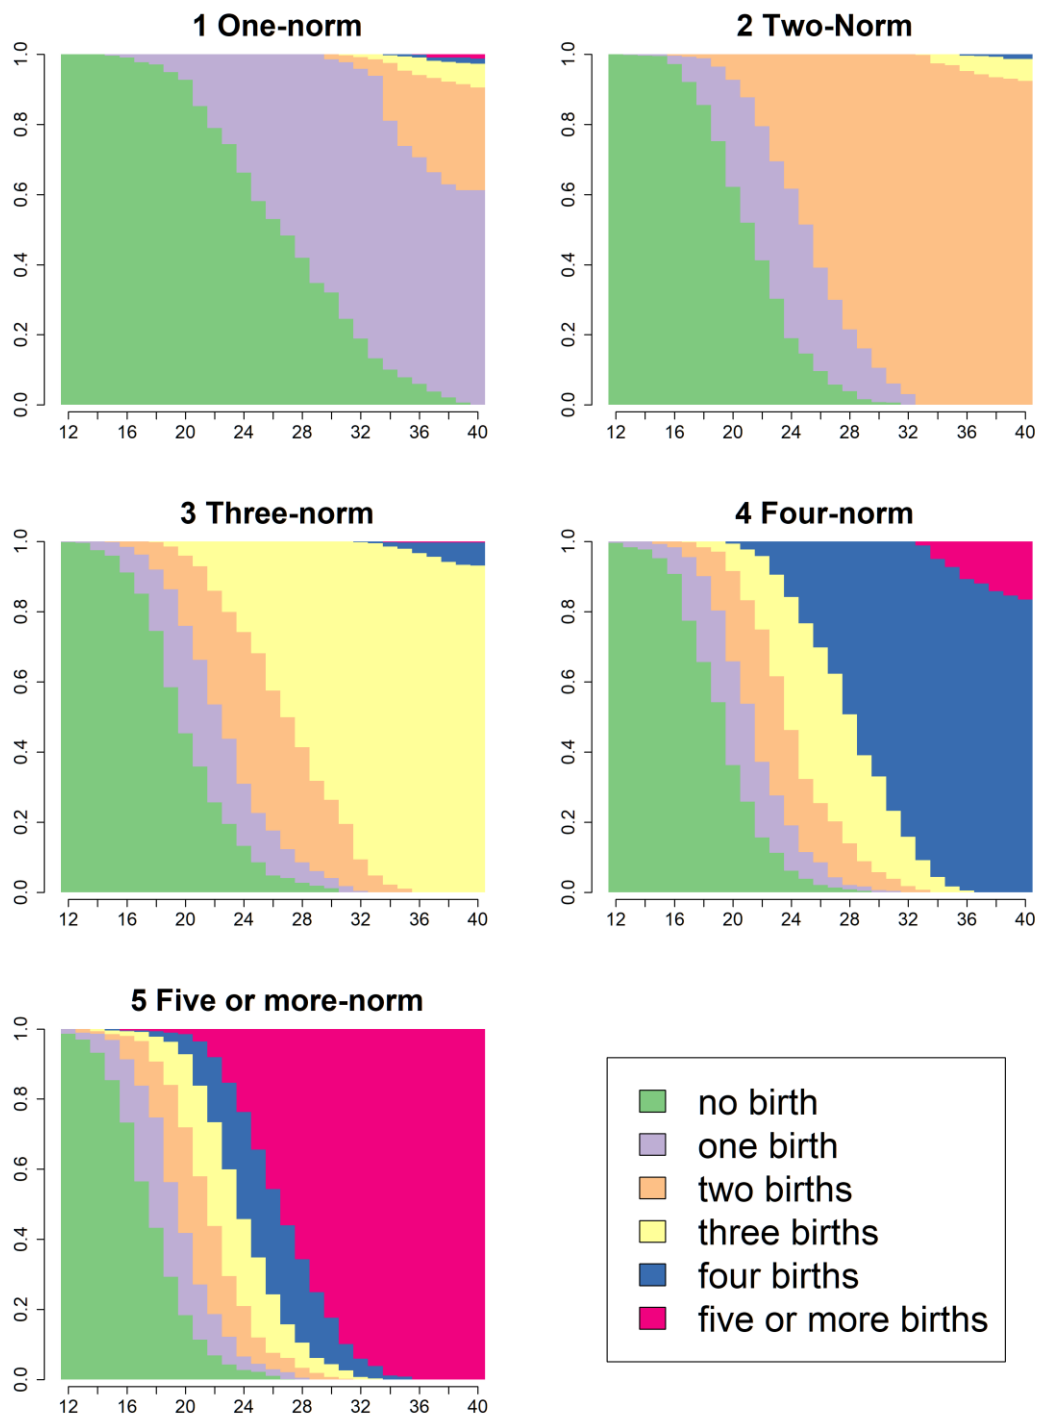 1 One-norm
2 Two-Norm
1.0
0.8
0.6
0.4
0.2
0.0
12 16 20 24 28 32 36 40
1.0
0.8
0.6
0.4
0.2
0.0
12 16 20 24 28 32 36 40
3 Three-norm
4 Four-norm
1.0
0.8
0.6
0.4
0.2
0.0
12 16 20 24 28 32 36 40
1.0
0.8
0.6
0.4
0.2
0.0
12 16 20 24 28 32 36 40
5 Five or more-norm
1.0
0.8
0.6
0.4
0.2
0.0
12 16 20 24 28 32 36 40
no birth
one birth
two births
three births
four births
five or more births